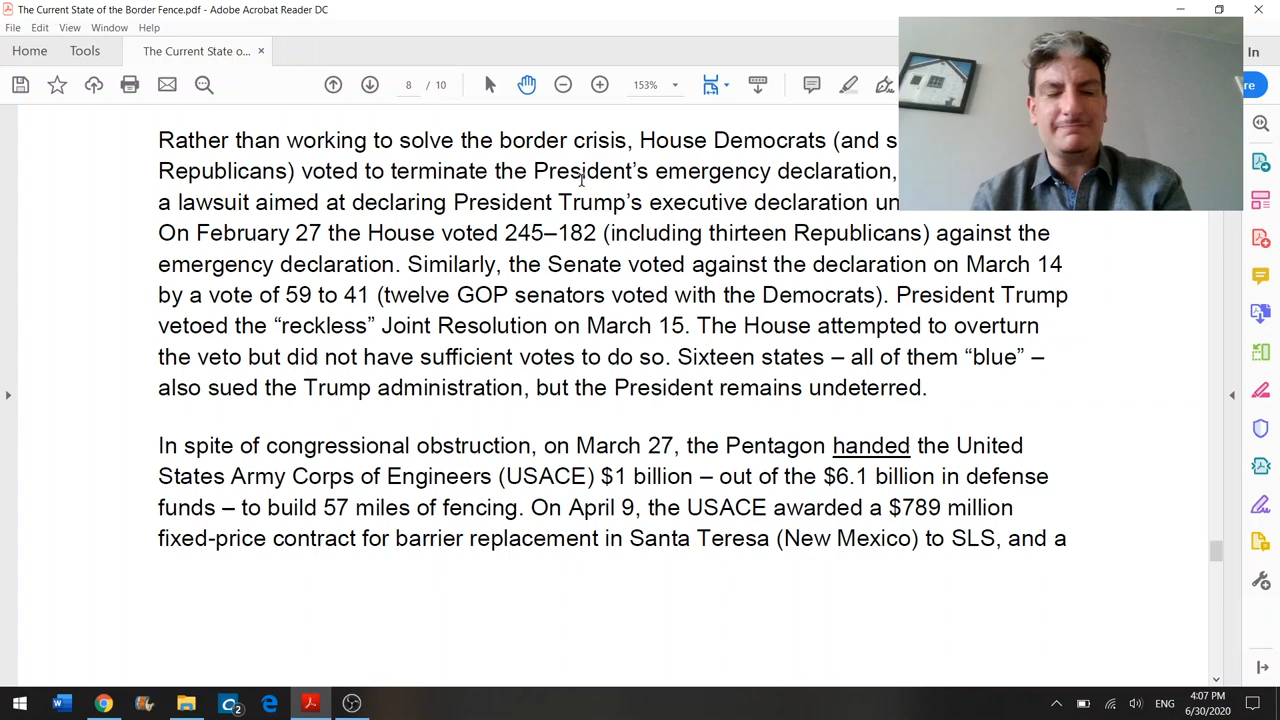 The Current State of the Border Fence.pdf - Adobe Acrobat Reader DC
File Edit View Window Help
Home Tools The Current State o... × In
8 / 10 153% re
Rather than working to solve the border crisis, House Democrats (and s
Republicans) voted to terminate the President’s emergency declaration,
a lawsuit aimed at declaring President Trump’s executive declaration un
On February 27 the House voted 245–182 (including thirteen Republicans) against the
emergency declaration. Similarly, the Senate voted against the declaration on March 14
by a vote of 59 to 41 (twelve GOP senators voted with the Democrats). President Trump
vetoed the “reckless” Joint Resolution on March 15. The House attempted to overturn
the veto but did not have sufficient votes to do so. Sixteen states – all of them “blue” –
also sued the Trump administration, but the President remains undeterred.
In spite of congressional obstruction, on March 27, the Pentagon handed the United
States Army Corps of Engineers (USACE) $1 billion – out of the $6.1 billion in defense
funds – to build 57 miles of fencing. On April 9, the USACE awarded a $789 million
fixed-price contract for barrier replacement in Santa Teresa (New Mexico) to SLS, and a
ENG 4:07 PM
6/30/2020